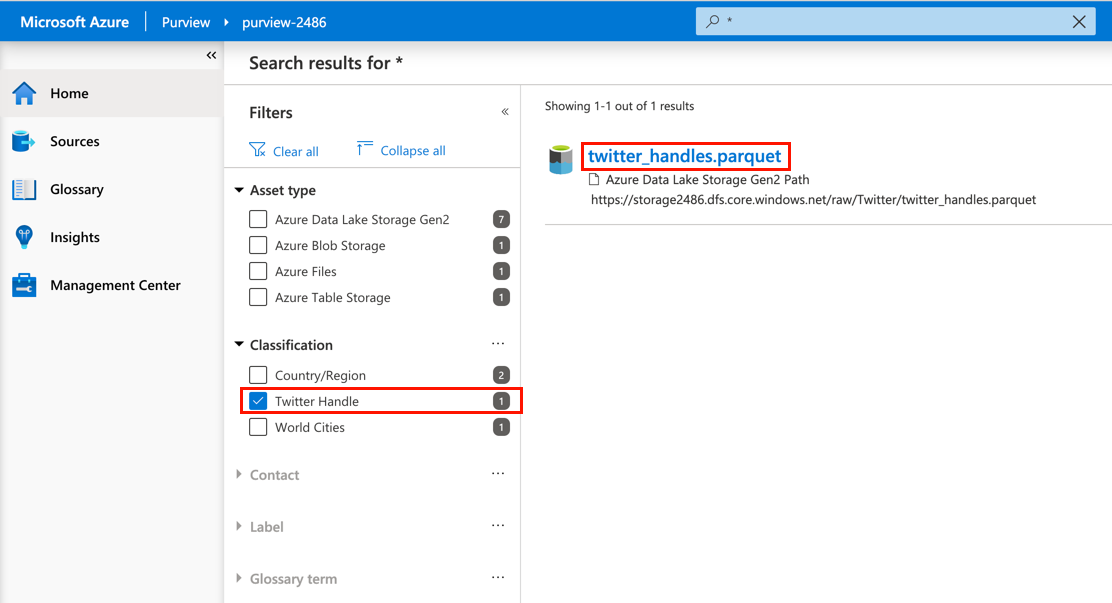 Microsoft Azure Purview purview-2486 *
Search results for *
Home
Sources
Glossary
Insights
Management Center
Filters
Clear all Collapse all
Asset type
Azure Data Lake Storage Gen2 7
Azure Blob Storage 1
Azure Files 1
Azure Table Storage 1
Classification ...
Country/Region 2
Twitter Handle 1
World Cities 1
Contact ...
Label ...
Glossary term ...
Showing 1-1 out of 1 results
twitter_handles.parquet
Azure Data Lake Storage Gen2 Path
https://storage2486.dfs.core.windows.net/raw/Twitter/twitter_handles.parquet